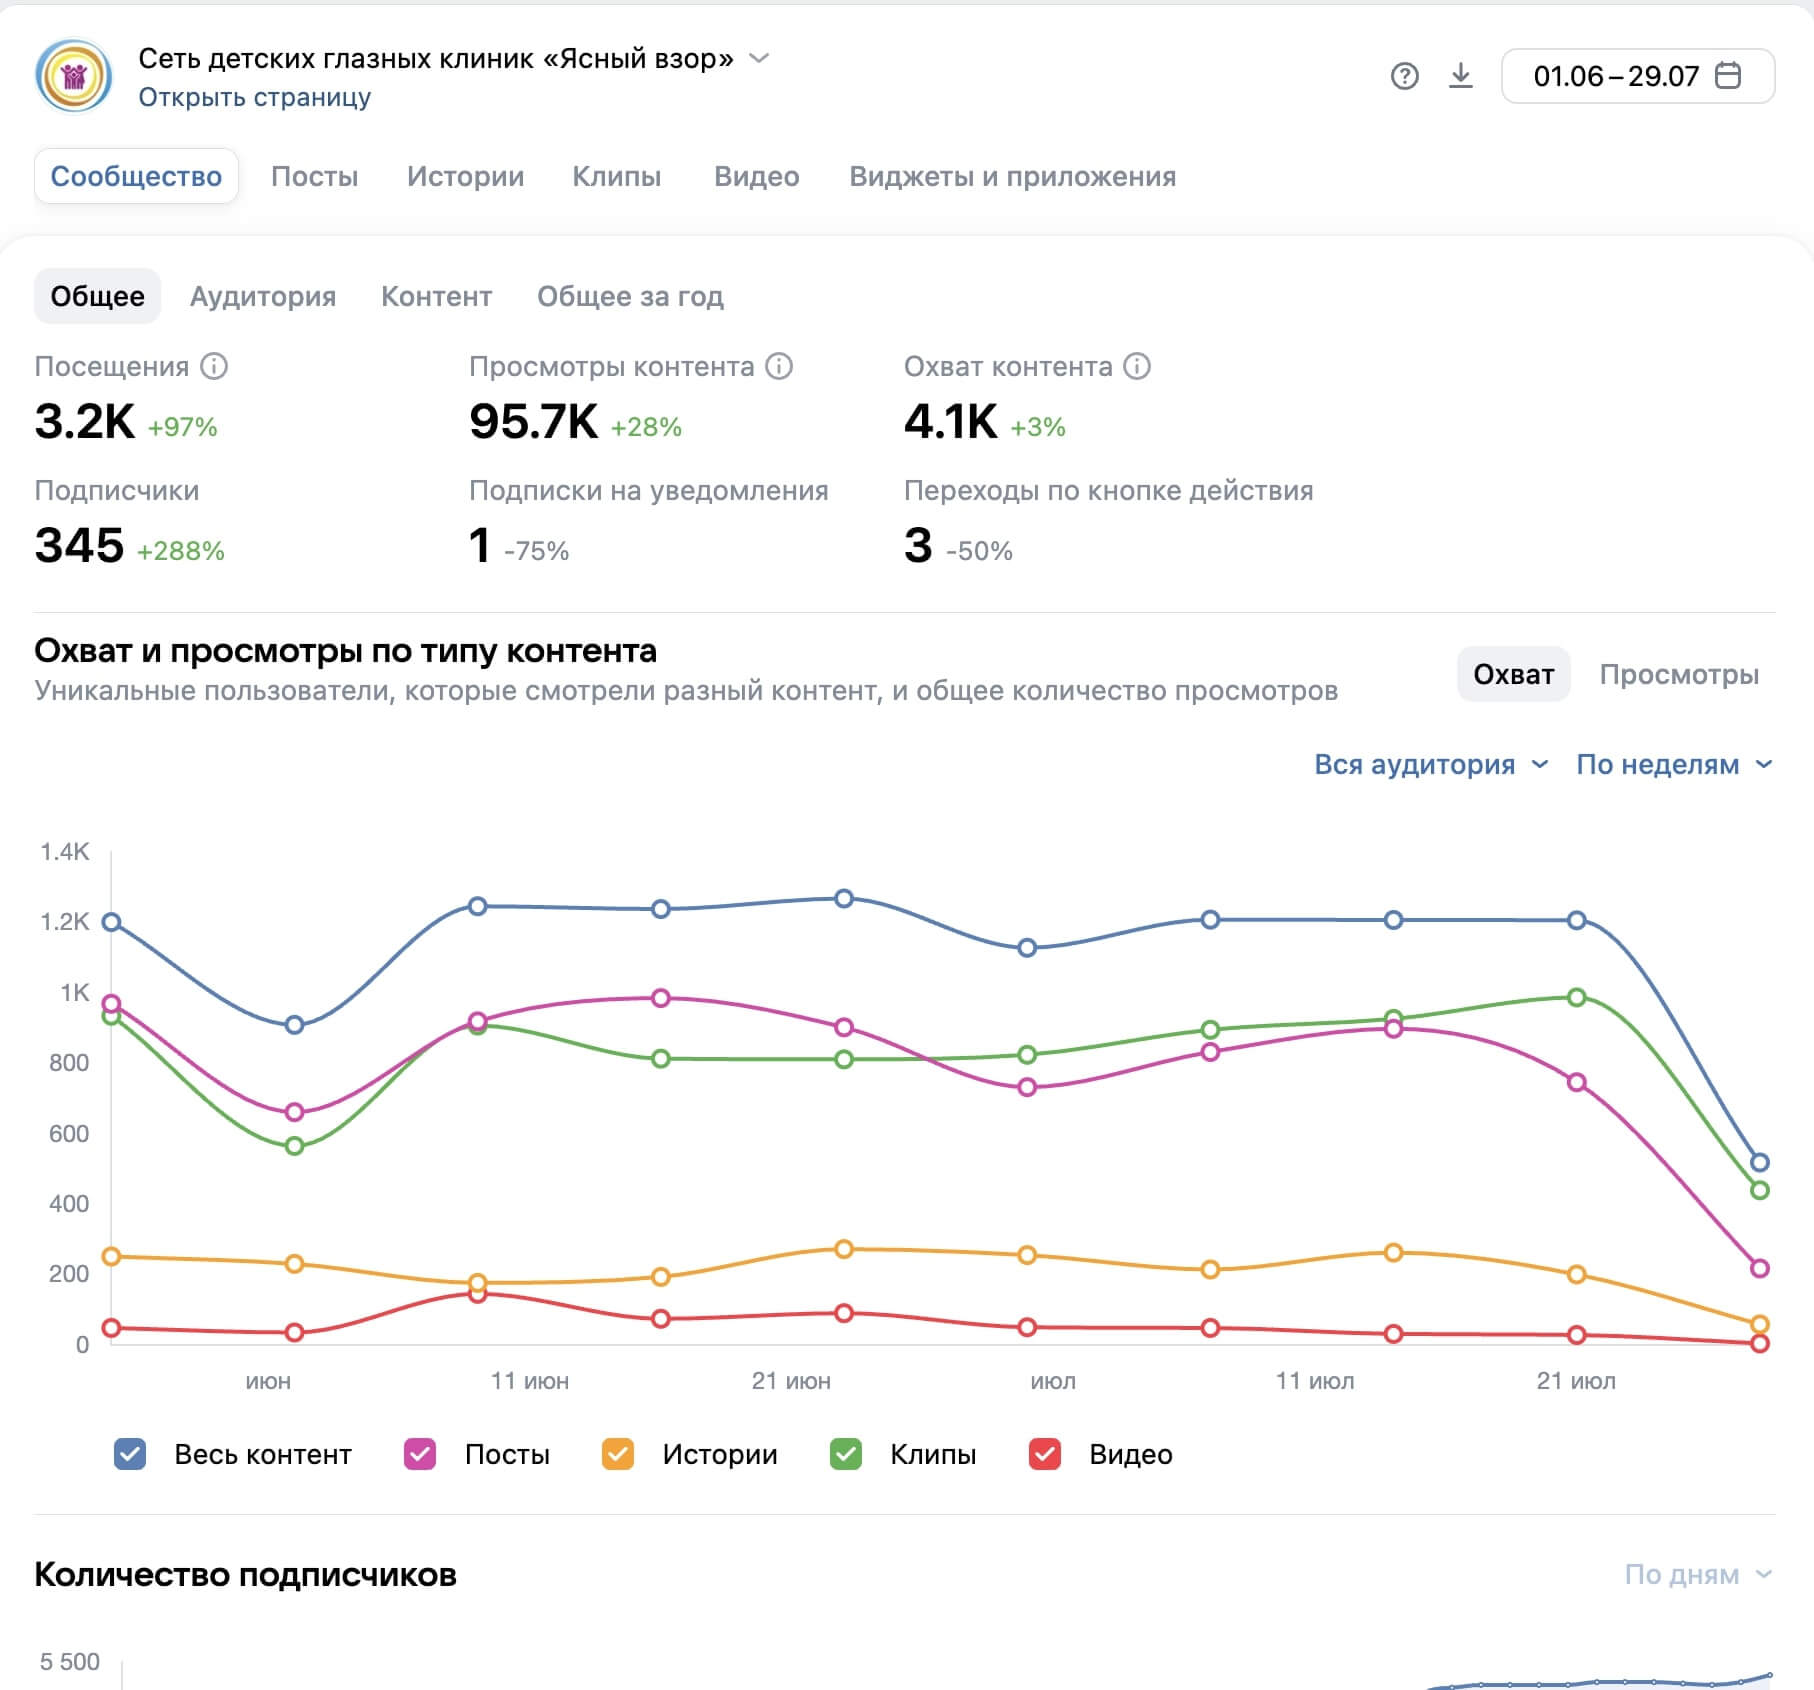 Сеть детских глазных клиник «Ясный взор»
Открыть страницу
01.06 – 29.07
Сообщество Посты Истории Клипы Видео Виджеты и приложения
Общее Аудитория Контент Общее за год
Посещения Просмотры контента Охват контента
3.2K +97% 95.7K +28% 4.1K +3%
Подписчики Подписки на уведомления Переходы по кнопке действия
345 +288% 1 -75% 3 -50%
Охват и просмотры по типу контента
Уникальные пользователи, которые смотрели разный контент, и общее количество просмотров
Охват Просмотры
Вся аудитория По неделям
1.4K
1.2K
1K
800
600
400
200
0
июн 11 июн 21 июн июл 11 июл 21 июл
Весь контент Посты Истории Клипы Видео
Количество подписчиков
По дням
5 500